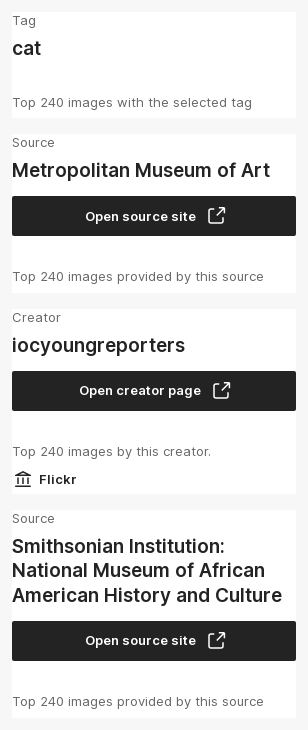 Tag
cat
Top 240 images with the selected tag
Source
Metropolitan Museum of Art
Open source site
Top 240 images provided by this source
Creator
iocyoungreporters
Open creator page
Top 240 images by this creator.
Flickr
Source
Smithsonian Institution:
National Museum of African
American History and Culture
Open source site
Top 240 images provided by this source